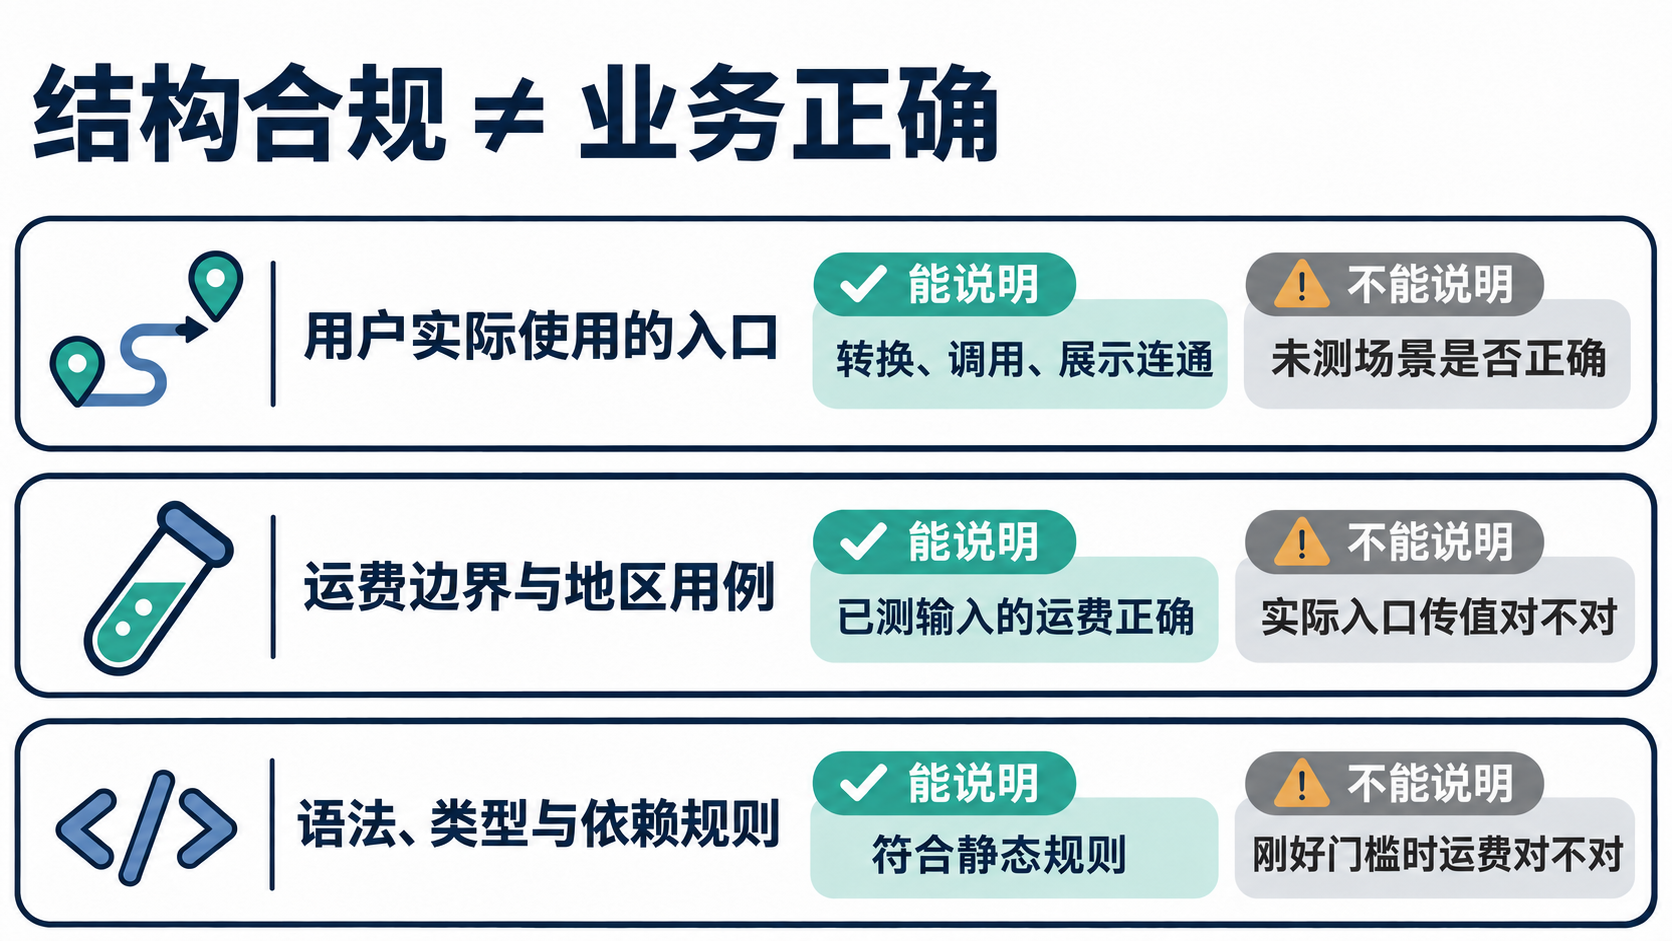 结构合规 ≠ 业务正确
用户实际使用的入口
能说明
转换、调用、展示连通
不能说明
未测场景是否正确
运费边界与地区用例
能说明
已测输入的运费正确
不能说明
实际入口传值对不对
语法、类型与依赖规则
能说明
符合静态规则
不能说明
刚好门槛时运费对不对